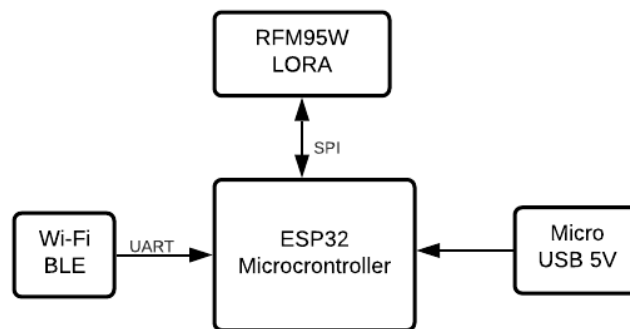 RFM95W
LORA
SPI
Wi-Fi
BLE
UART
ESP32
Microcrontroller
Micro
USB 5V